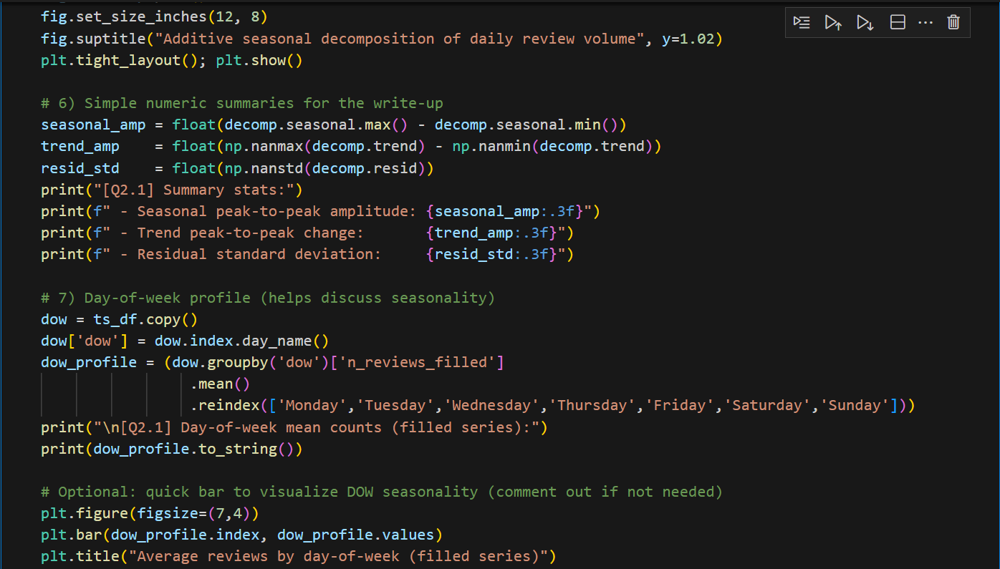 fig.set_size_inches(12, 8)
fig.suptitle("Additive seasonal decomposition of daily review volume", y=1.02)
plt.tight_layout(); plt.show()

# 6) Simple numeric summaries for the write-up
seasonal_amp = float(decomp.seasonal.max() - decomp.seasonal.min())
trend_amp    = float(np.nanmax(decomp.trend) - np.nanmin(decomp.trend))
resid_std    = float(np.nanstd(decomp.resid))
print("[Q2.1] Summary stats:")
print(f" - Seasonal peak-to-peak amplitude: {seasonal_amp:.3f}")
print(f" - Trend peak-to-peak change:       {trend_amp:.3f}")
print(f" - Residual standard deviation:     {resid_std:.3f}")

# 7) Day-of-week profile (helps discuss seasonality)
dow = ts_df.copy()
dow['dow'] = dow.index.day_name()
dow_profile = (dow.groupby('dow')['n_reviews_filled']
                 .mean()
                 .reindex(['Monday','Tuesday','Wednesday','Thursday','Friday','Saturday','Sunday']))
print("\n[Q2.1] Day-of-week mean counts (filled series):")
print(dow_profile.to_string())

# Optional: quick bar to visualize DOW seasonality (comment out if not needed)
plt.figure(figsize=(7,4))
plt.bar(dow_profile.index, dow_profile.values)
plt.title("Average reviews by day-of-week (filled series)")